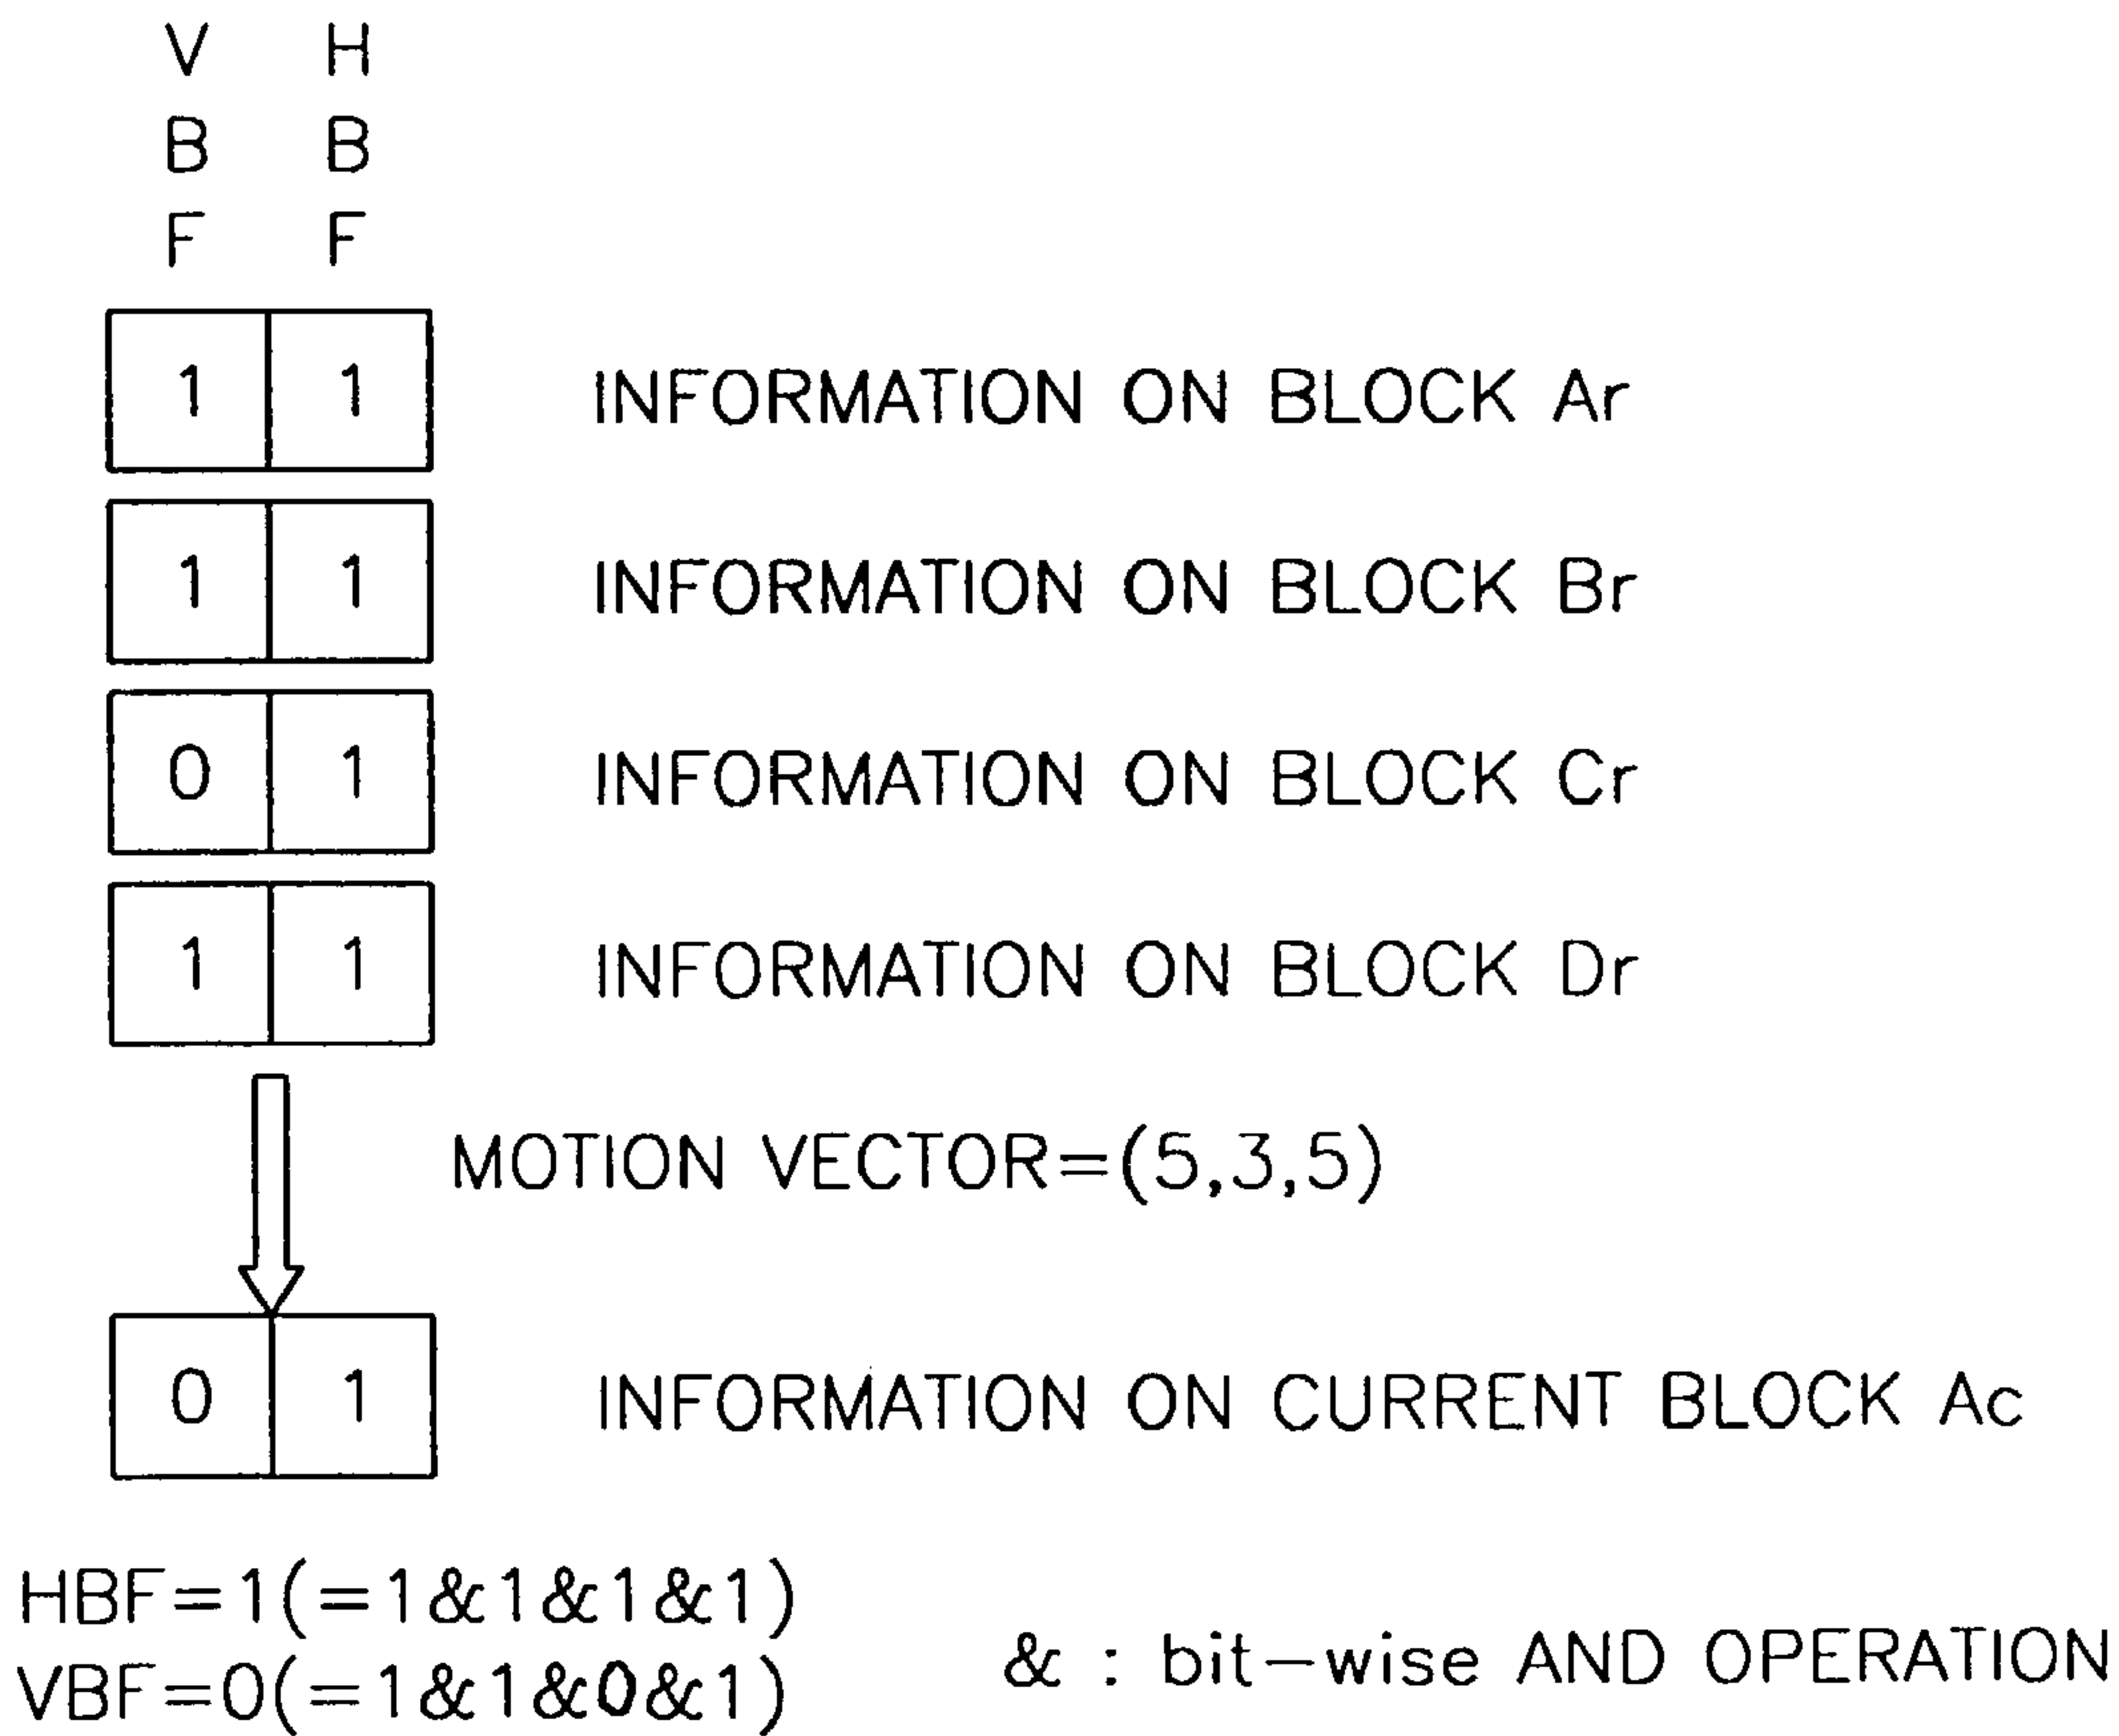 V H
B B
F F
1 1 INFORMATION ON BLOCK Ar
1 1 INFORMATION ON BLOCK Br
0 1 INFORMATION ON BLOCK Cr
1 1 INFORMATION ON BLOCK Dr
MOTION VECTOR=(5,3,5)
0 1 INFORMATION ON CURRENT BLOCK Ac
HBF=1(=1&1&1&1)
VBF=0(=1&1&0&1)
& : bit-wise AND OPERATION